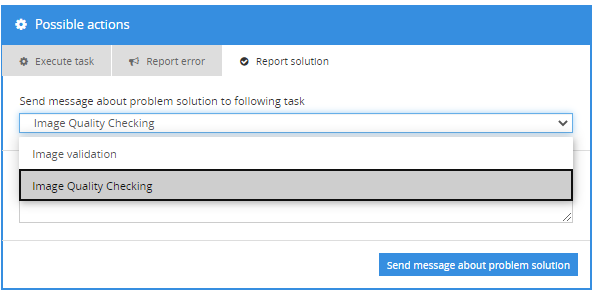 Possible actions
Execute task
Report error
Report solution
Send message about problem solution to following task
Image Quality Checking
Image validation
Image Quality Checking
Send message about problem solution